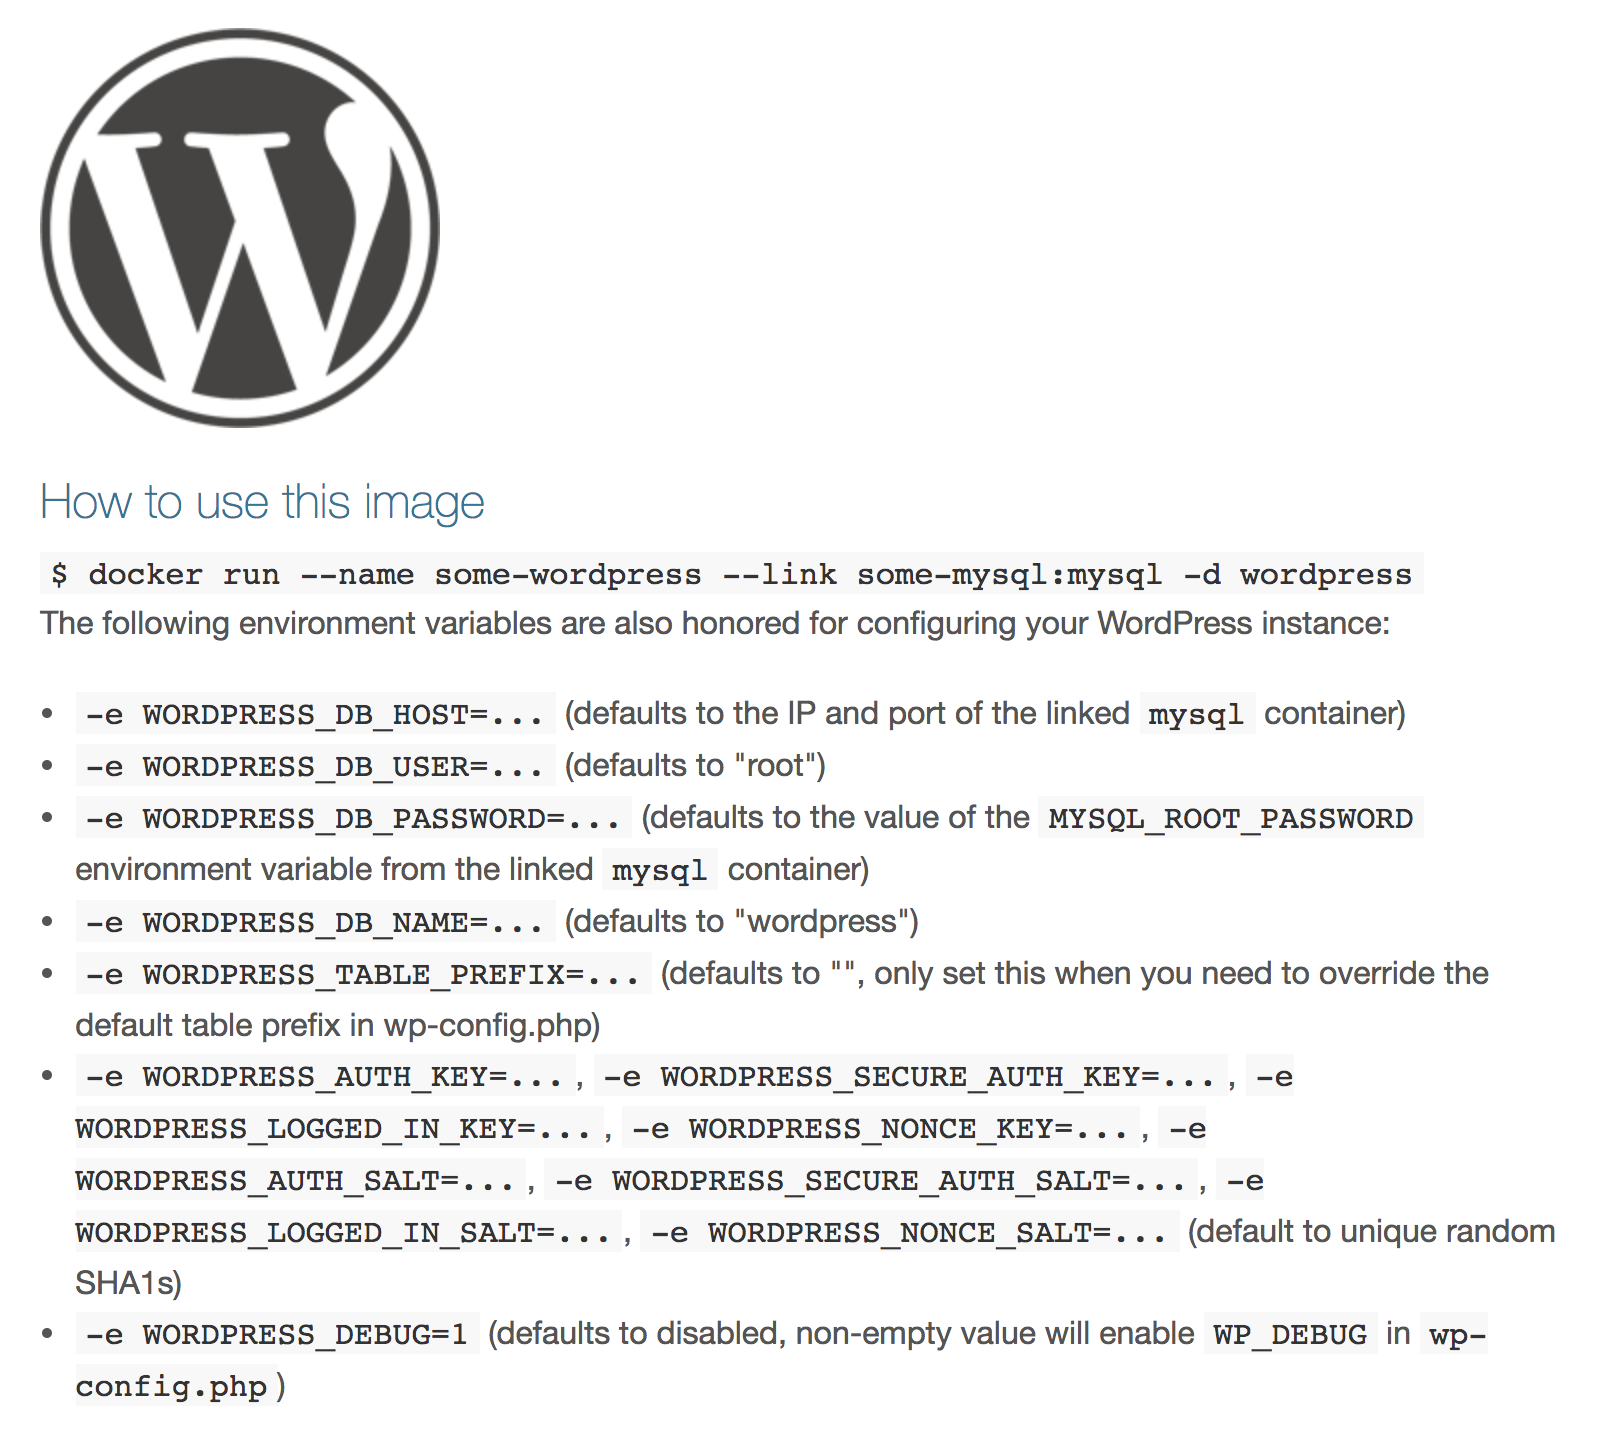 How to use this image
$ docker run --name some-wordpress --link some-mysql:mysql -d wordpress
The following environment variables are also honored for configuring your WordPress instance:
• -e WORDPRESS_DB_HOST=... (defaults to the IP and port of the linked mysql container)
• -e WORDPRESS_DB_USER=... (defaults to "root")
• -e WORDPRESS_DB_PASSWORD=... (defaults to the value of the MYSQL_ROOT_PASSWORD
environment variable from the linked mysql container)
• -e WORDPRESS_DB_NAME=... (defaults to "wordpress")
• -e WORDPRESS_TABLE_PREFIX=... (defaults to "", only set this when you need to override the
default table prefix in wp-config.php)
• -e WORDPRESS_AUTH_KEY=..., -e WORDPRESS_SECURE_AUTH_KEY=..., -e
WORDPRESS_LOGGED_IN_KEY=..., -e WORDPRESS_NONCE_KEY=..., -e
WORDPRESS_AUTH_SALT=..., -e WORDPRESS_SECURE_AUTH_SALT=..., -e
WORDPRESS_LOGGED_IN_SALT=..., -e WORDPRESS_NONCE_SALT=... (default to unique random
SHA1s)
• -e WORDPRESS_DEBUG=1 (defaults to disabled, non-empty value will enable WP_DEBUG in wp-
config.php)